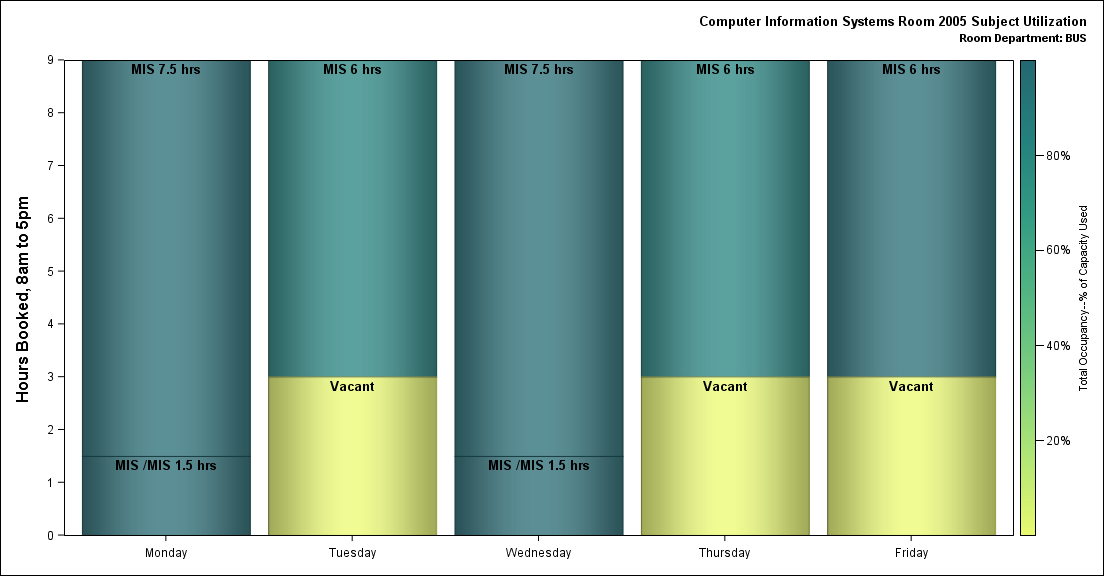 Computer Information Systems Room 2005 Subject Utilization
Room Department: BUS
Hours Booked, 8am to 5pm
9
8
7
6
5
4
3
2
1
0
MIS 7.5 hrs
MIS /MIS 1.5 hrs
MIS 6 hrs
Vacant
MIS 7.5 hrs
MIS /MIS 1.5 hrs
MIS 6 hrs
Vacant
MIS 6 hrs
Vacant
Monday
Tuesday
Wednesday
Thursday
Friday
80%
60%
40%
20%
Total Occupancy--% of Capacity Used